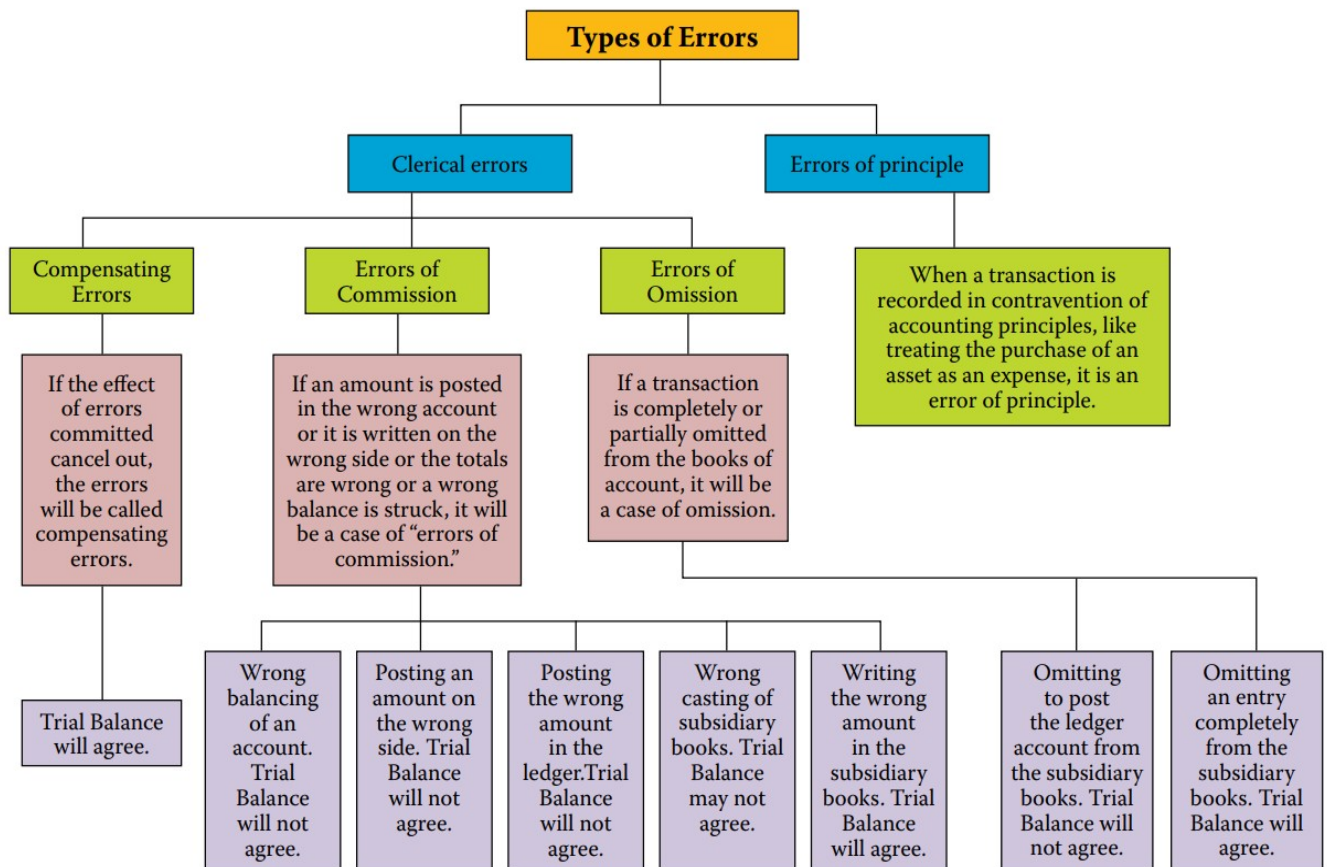 Types of Errors
Clerical errors
Errors of principle
Compensating
Errors
Errors of
Commission
Errors of
Omission
When a transaction is
recorded in contravention of
accounting principles, like
treating the purchase of an
asset as an expense, it is an
error of principle.
If the effect
of errors
committed
cancel out,
the errors
will be called
compensating
errors.
If an amount is posted
in the wrong account
or it is written on the
wrong side or the totals
are wrong or a wrong
balance is struck, it will
be a case of “errors of
commission.”
If a transaction
is completely or
partially omitted
from the books of
account, it will be
a case of omission.
Trial Balance
will agree.
Wrong
balancing
of an
account.
Trial
Balance
will not
agree.
Posting an
amount on
the wrong
side. Trial
Balance
will not
agree.
Posting
the wrong
amount
in the
ledger.Trial
Balance
will not
agree.
Wrong
casting of
subsidiary
books. Trial
Balance
may not
agree.
Writing
the wrong
amount
in the
subsidiary
books. Trial
Balance
will agree.
Omitting
to post
the ledger
account from
the subsidiary
books. Trial
Balance will
not agree.
Omitting
an entry
completely
from the
subsidiary
books. Trial
Balance will
agree.